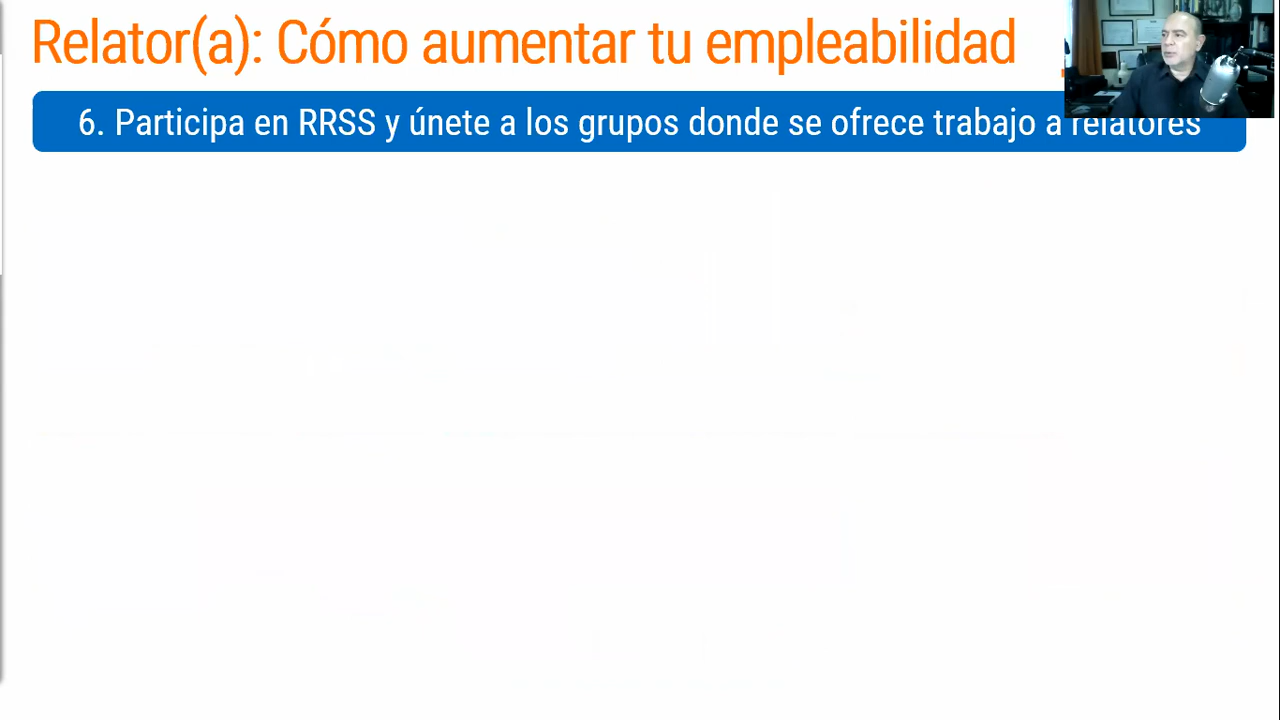 Relator(a): Cómo aumentar tu empleabilidad
6. Participa en RRSS y únete a los grupos donde se ofrece trabajo a relatores